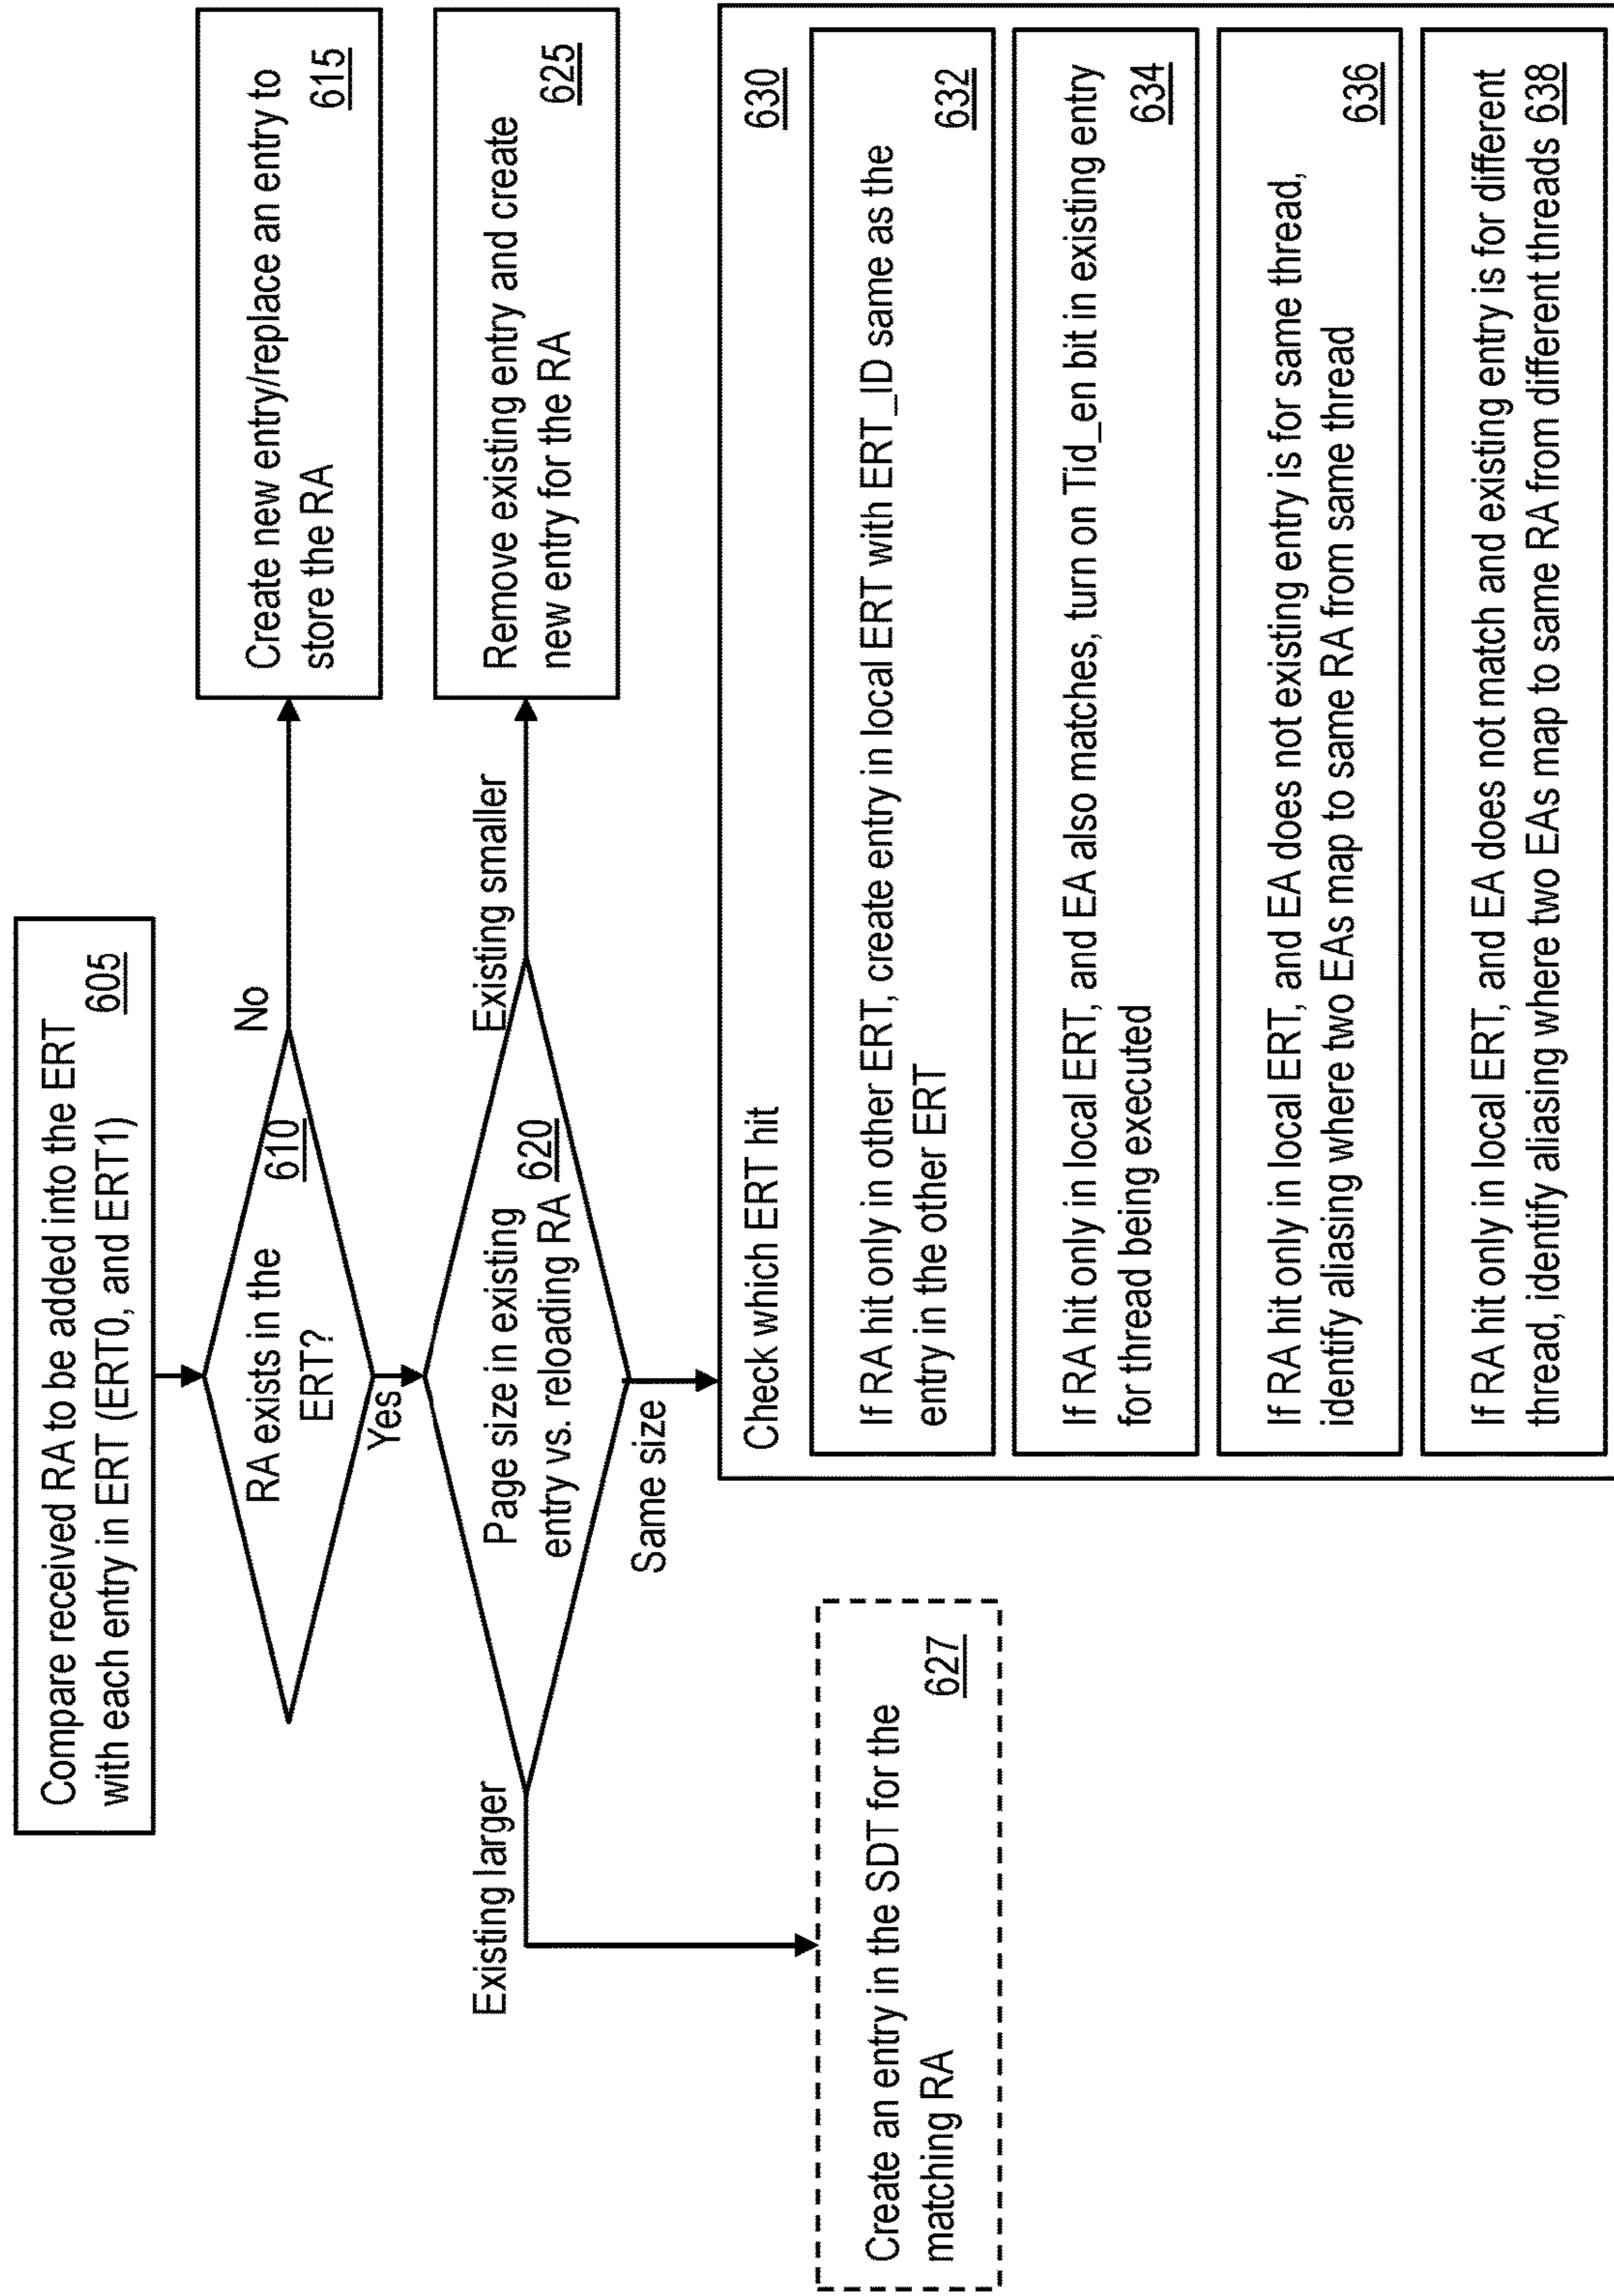 Compare received RA to be added into the ERT
with each entry in ERT (ERT0, and ERT1) 605
RA exists in the
ERT?
610
No
Create new entry/replace an entry to
store the RA
615
Yes
Page size in existing
entry vs. reloading RA 620
Existing smaller
Remove existing entry and create
new entry for the RA
625
Existing larger
Create an entry in the SDT for the
matching RA
627
Same size
Check which ERT hit
630
If RA hit only in other ERT, create entry in local ERT with ERT_ID same as the
entry in the other ERT
632
If RA hit only in local ERT, and EA also matches, turn on Tid_en bit in existing entry
for thread being executed
634
If RA hit only in local ERT, and EA does not existing entry is for same thread,
identify aliasing where two EAs map to same RA from same thread
636
If RA hit only in local ERT, and EA does not match and existing entry is for different
thread, identify aliasing where two EAs map to same RA from different threads 638